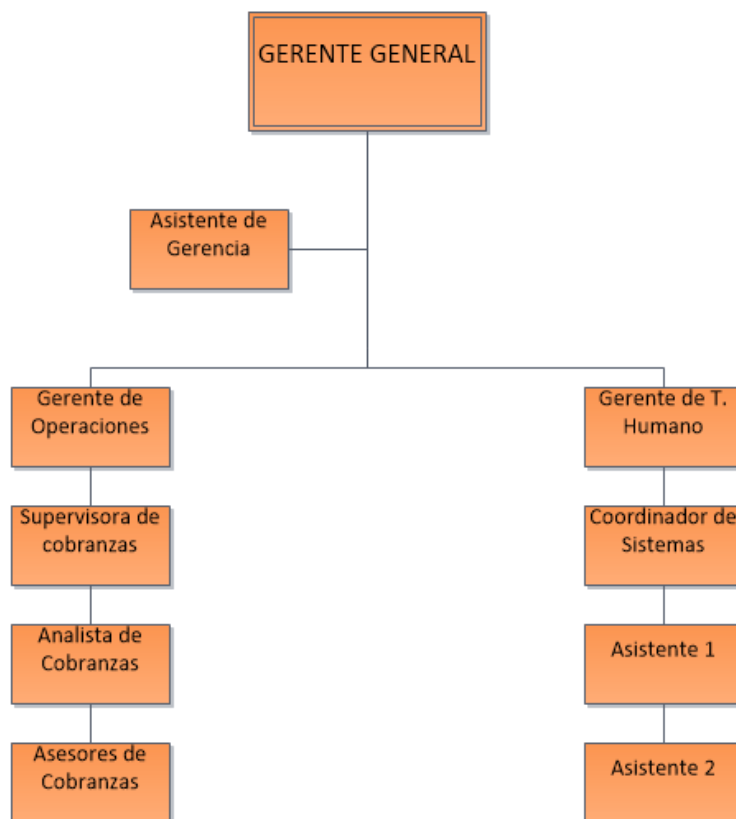 GERENTE GENERAL
Asistente de
Gerencia
Gerente de
Operaciones
Supervisora de
cobranzas
Analista de
Cobranzas
Asesores de
Cobranzas
Gerente de T.
Humano
Coordinador de
Sistemas
Asistente 1
Asistente 2